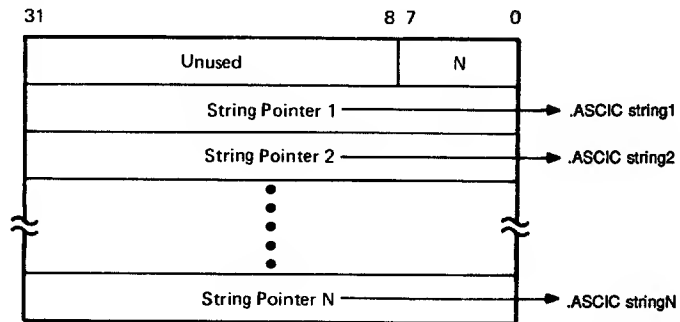 31 8 7 0
Unused N
String Pointer 1 .ASCIC string1
String Pointer 2 .ASCIC string2
String Pointer N .ASCIC stringN